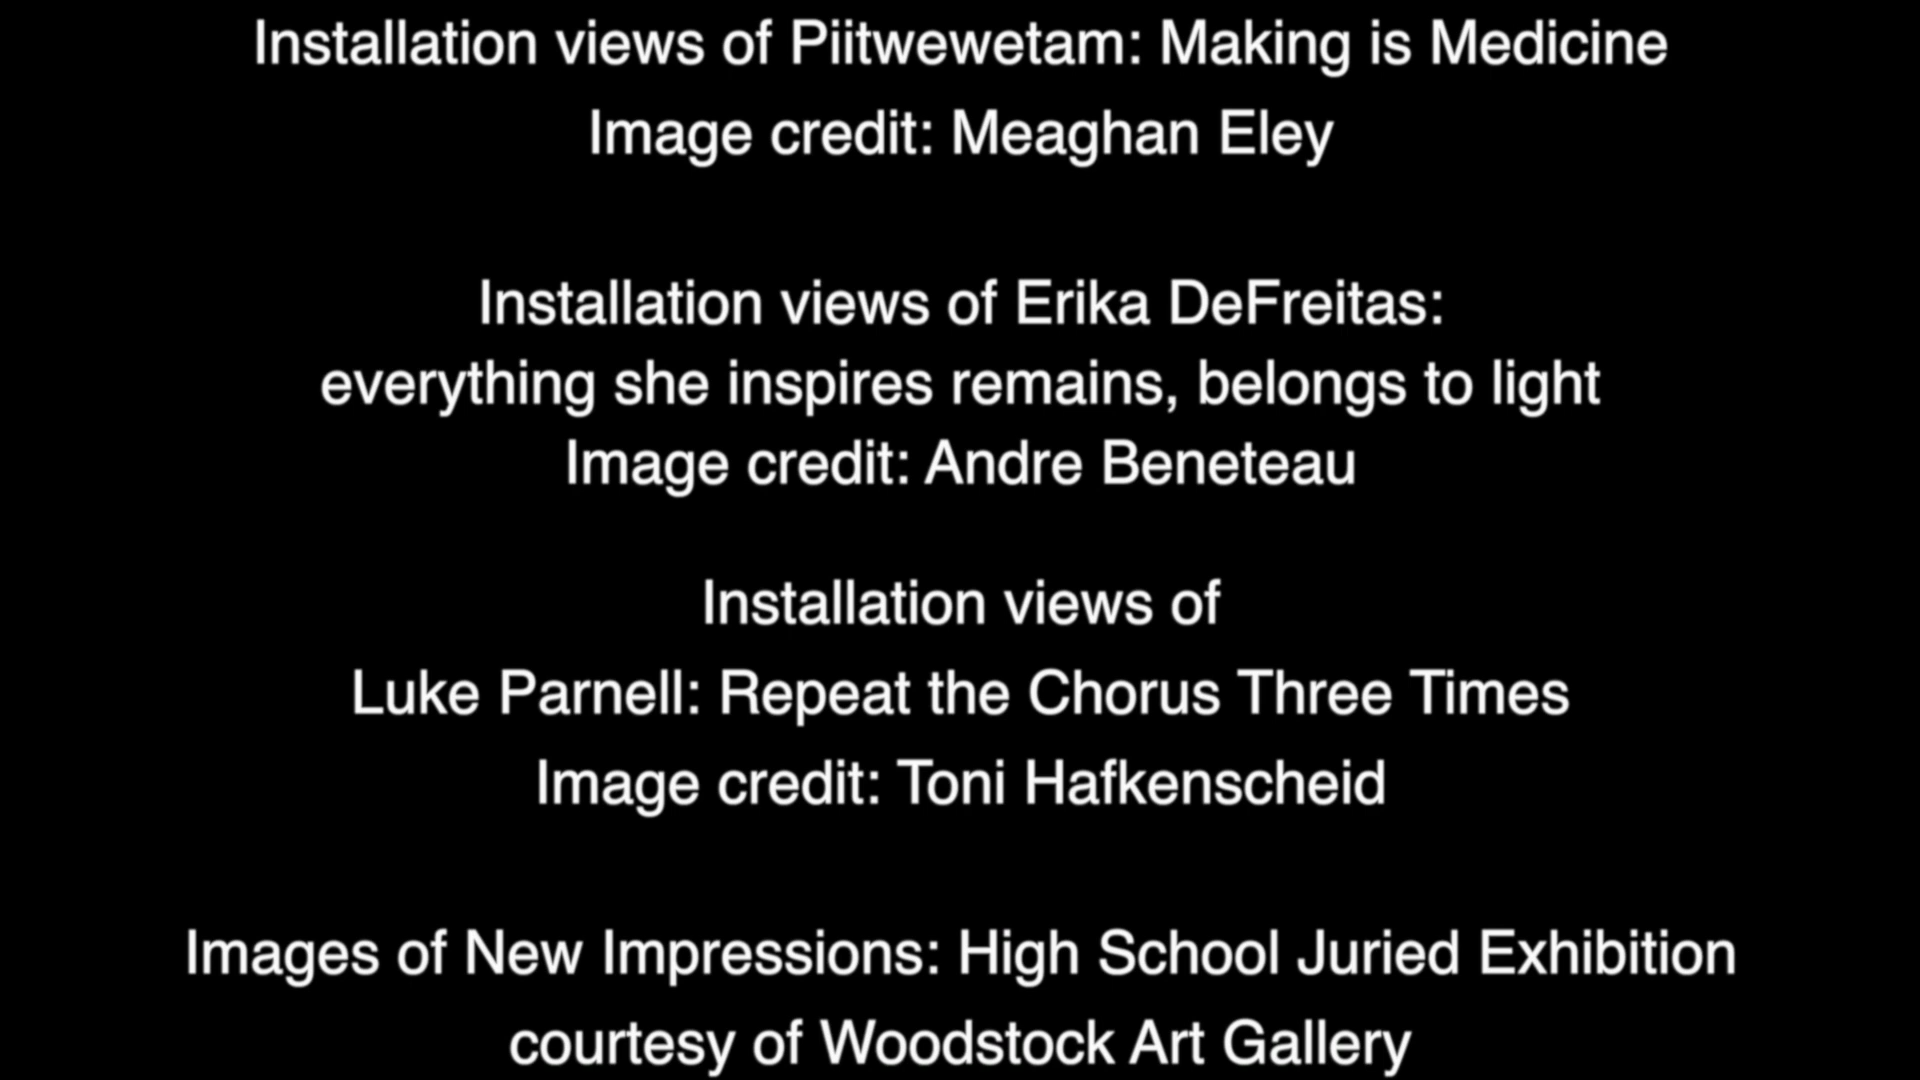 Installation views of Piitwewetam: Making is Medicine
Image credit: Meaghan Eley
Installation views of Erika DeFreitas:
everything she inspires remains, belongs to light
Image credit: Andre Beneteau
Installation views of
Luke Parnell: Repeat the Chorus Three Times
Image credit: Toni Hafkenscheid
Images of New Impressions: High School Juried Exhibition
courtesy of Woodstock Art Gallery